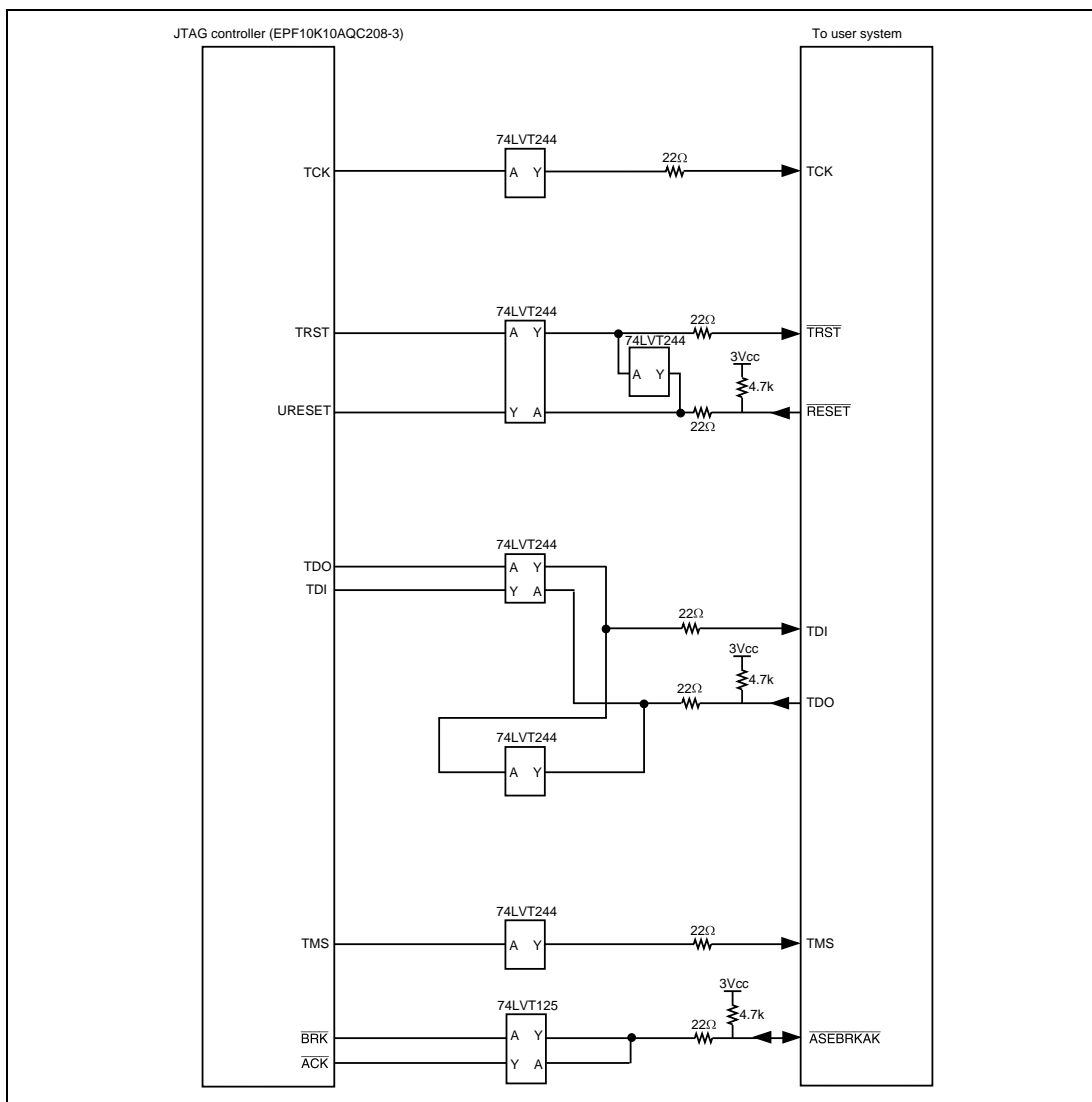 JTAG controller (EPF10K10AQC208-3)
To user system
74LVT244
TCK
A Y
22Ω
TCK
74LVT244
TRST
A Y
22Ω
TRST
74LVT244
A Y
3Vcc
4.7k
URESET
Y A
22Ω
RESET
74LVT244
TDO
A Y
TDI
Y A
22Ω
TDI
3Vcc
4.7k
22Ω
TDO
74LVT244
A Y
74LVT244
TMS
A Y
22Ω
TMS
74LVT125
3Vcc
4.7k
BRK
A Y
22Ω
ASEBRKAK
ACK
Y A